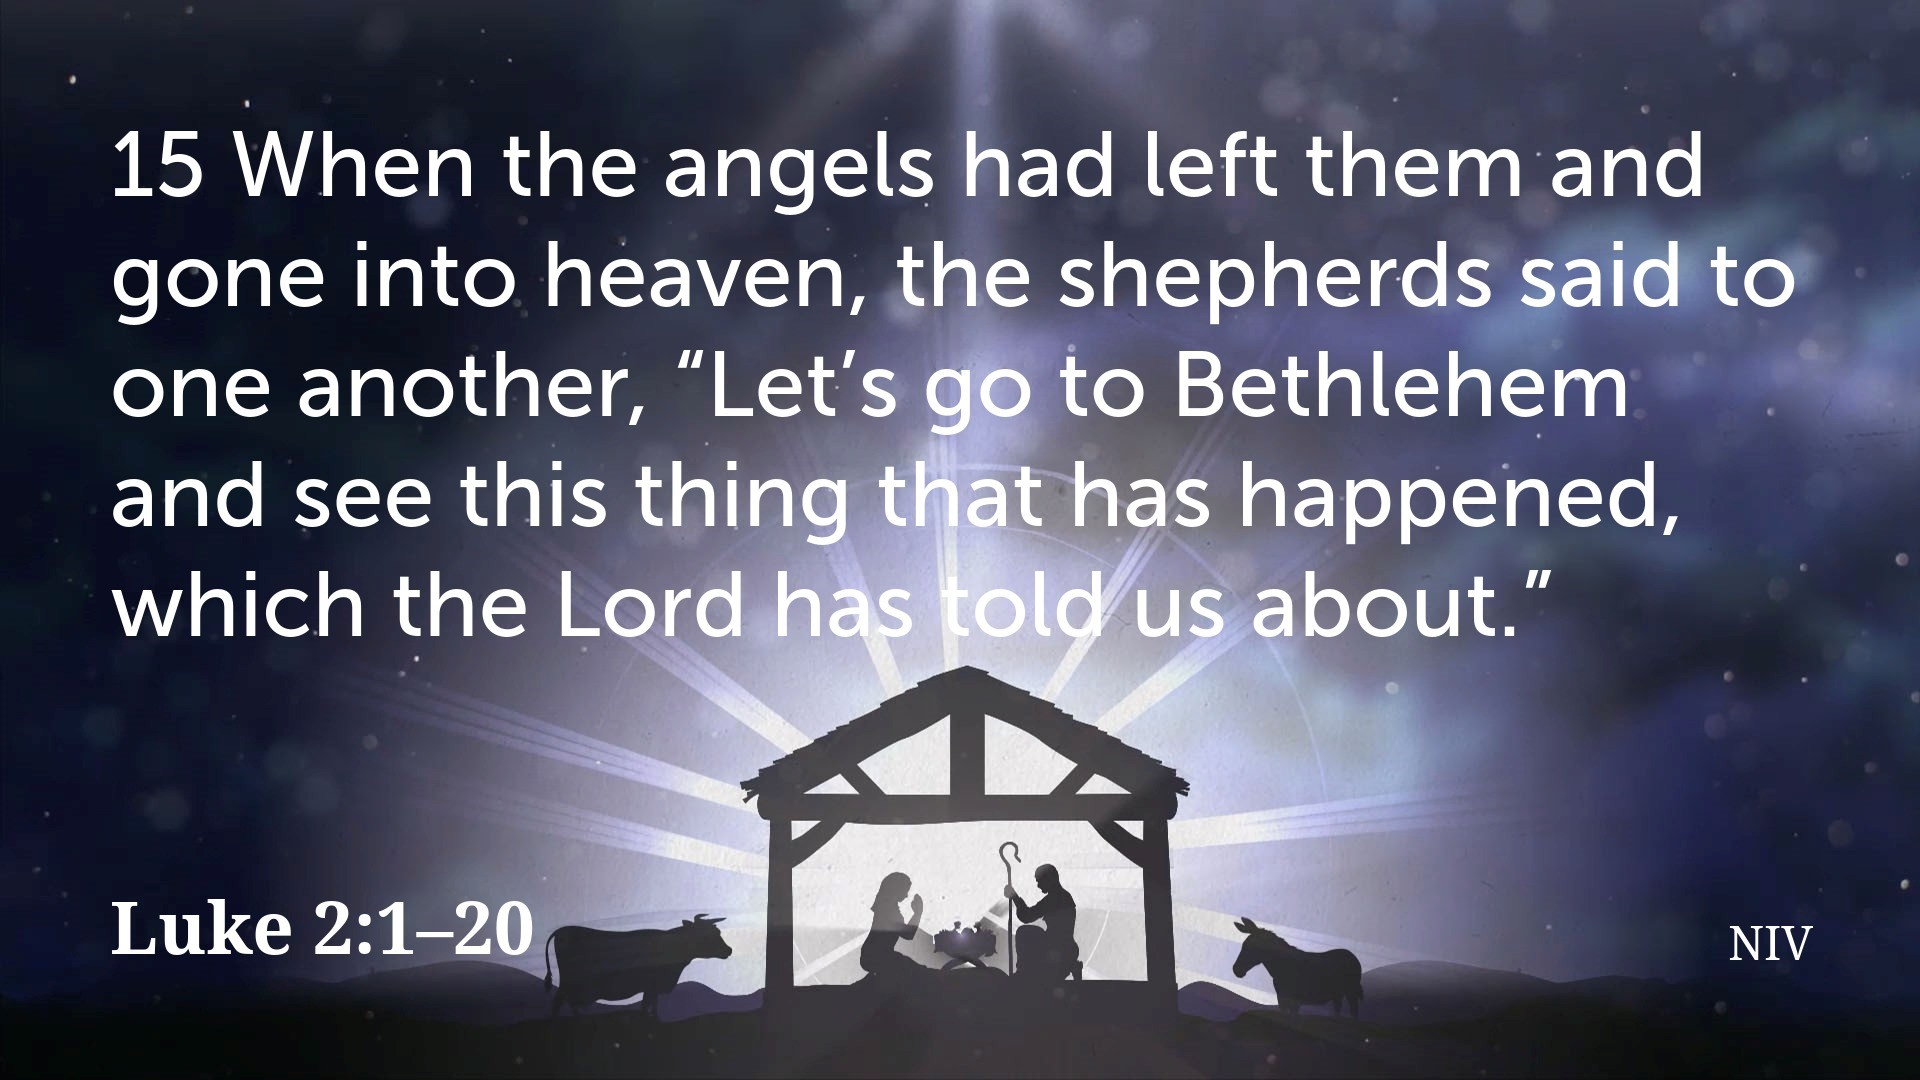 15 When the angels had left them and
gone into heaven, the shepherds said to
one another, “Let’s go to Bethlehem
and see this thing that has happened,
which the Lord has told us about.”
Luke 2:1–20
NIV